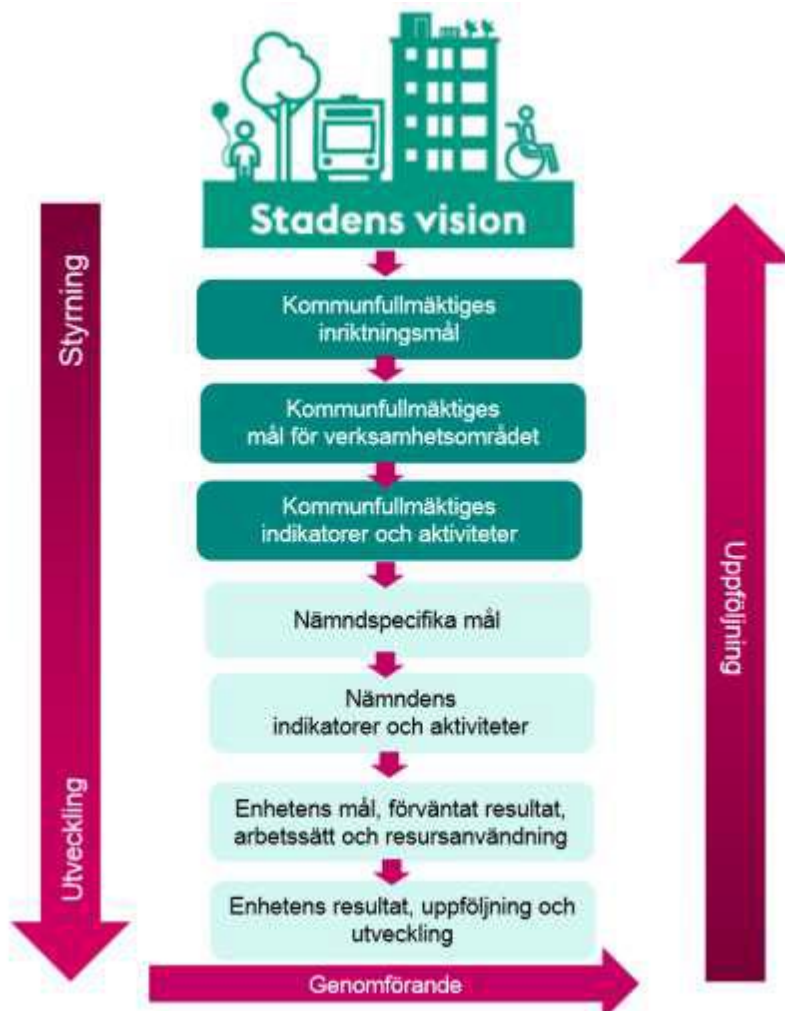 Stadens vision
Styrning
Kommunfullmäktiges
inriktningsmål
Kommunfullmäktiges
mål för verksamhetsområdet
Kommunfullmäktiges
indikatorer och aktiviteter
Nämndspecifika mål
Nämndens
indikatorer och aktiviteter
Enhetens mål, förväntat resultat,
arbetssätt och resursanvändning
Enhetens resultat, uppföljning och
utveckling
Utveckling
Genomförande
Uppföljning